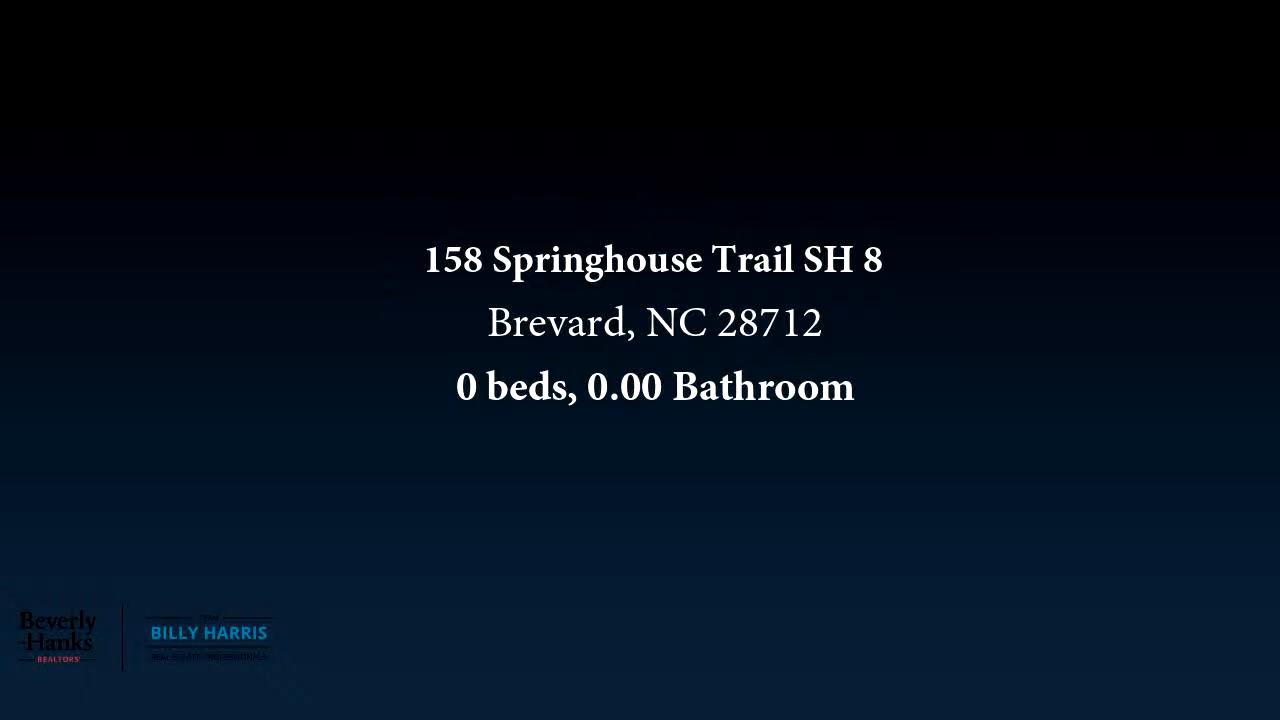 158 Springhouse Trail SH 8
Brevard, NC 28712
0 beds, 0.00 Bathroom
Beverly
-Hanks
REALTORS
BILLY HARRIS